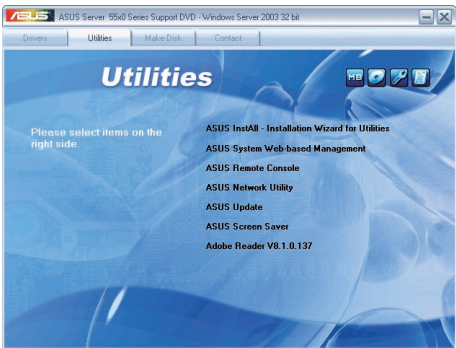 ASUS ASUS Server 55x0 Series Support DVD - Windows Server 2003 32 bit
Drivers Utilities Make Disk Contact
Utilities
MB
Please select items on the
right side.
ASUS InstAll - Installation Wizard for Utilities
ASUS System Web-based Management
ASUS Remote Console
ASUS Network Utility
ASUS Update
ASUS Screen Saver
Adobe Reader V8.1.0.137